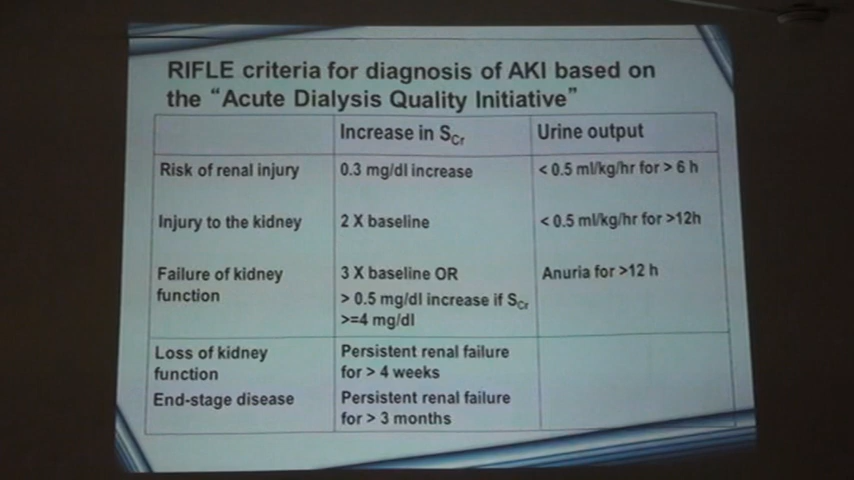 RIFLE criteria for diagnosis of AKI based on
the “Acute Dialysis Quality Initiative”
Increase in SCr
Urine output
Risk of renal injury
0.3 mg/dl increase
< 0.5 ml/kg/hr for > 6 h
Injury to the kidney
2 X baseline
< 0.5 ml/kg/hr for >12h
Failure of kidney
function
3 X baseline OR
> 0.5 mg/dl increase if SCr
>=4 mg/dl
Anuria for >12 h
Loss of kidney
function
Persistent renal failure
for > 4 weeks
End-stage disease
Persistent renal failure
for > 3 months